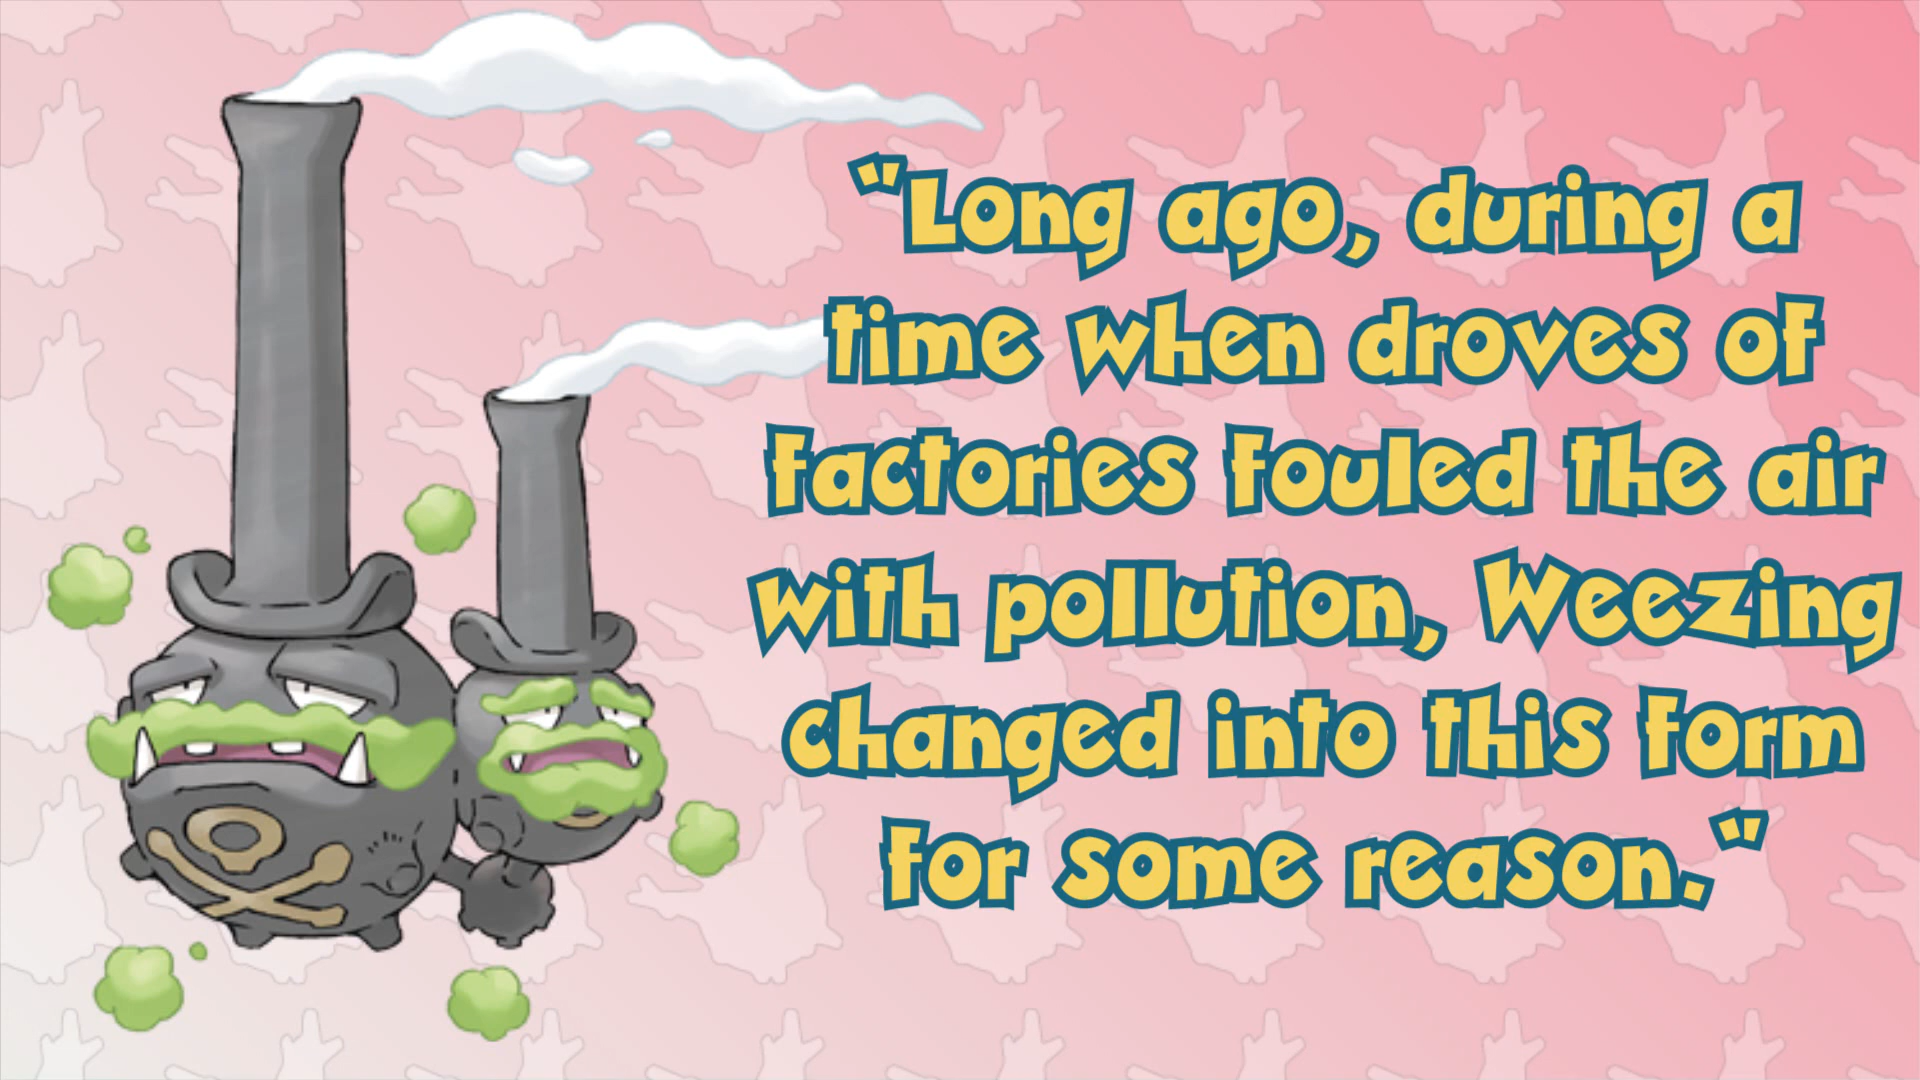 "Long ago, during a
time when droves of
factories fouled the air
with pollution, Weezing
changed into this form
for some reason."